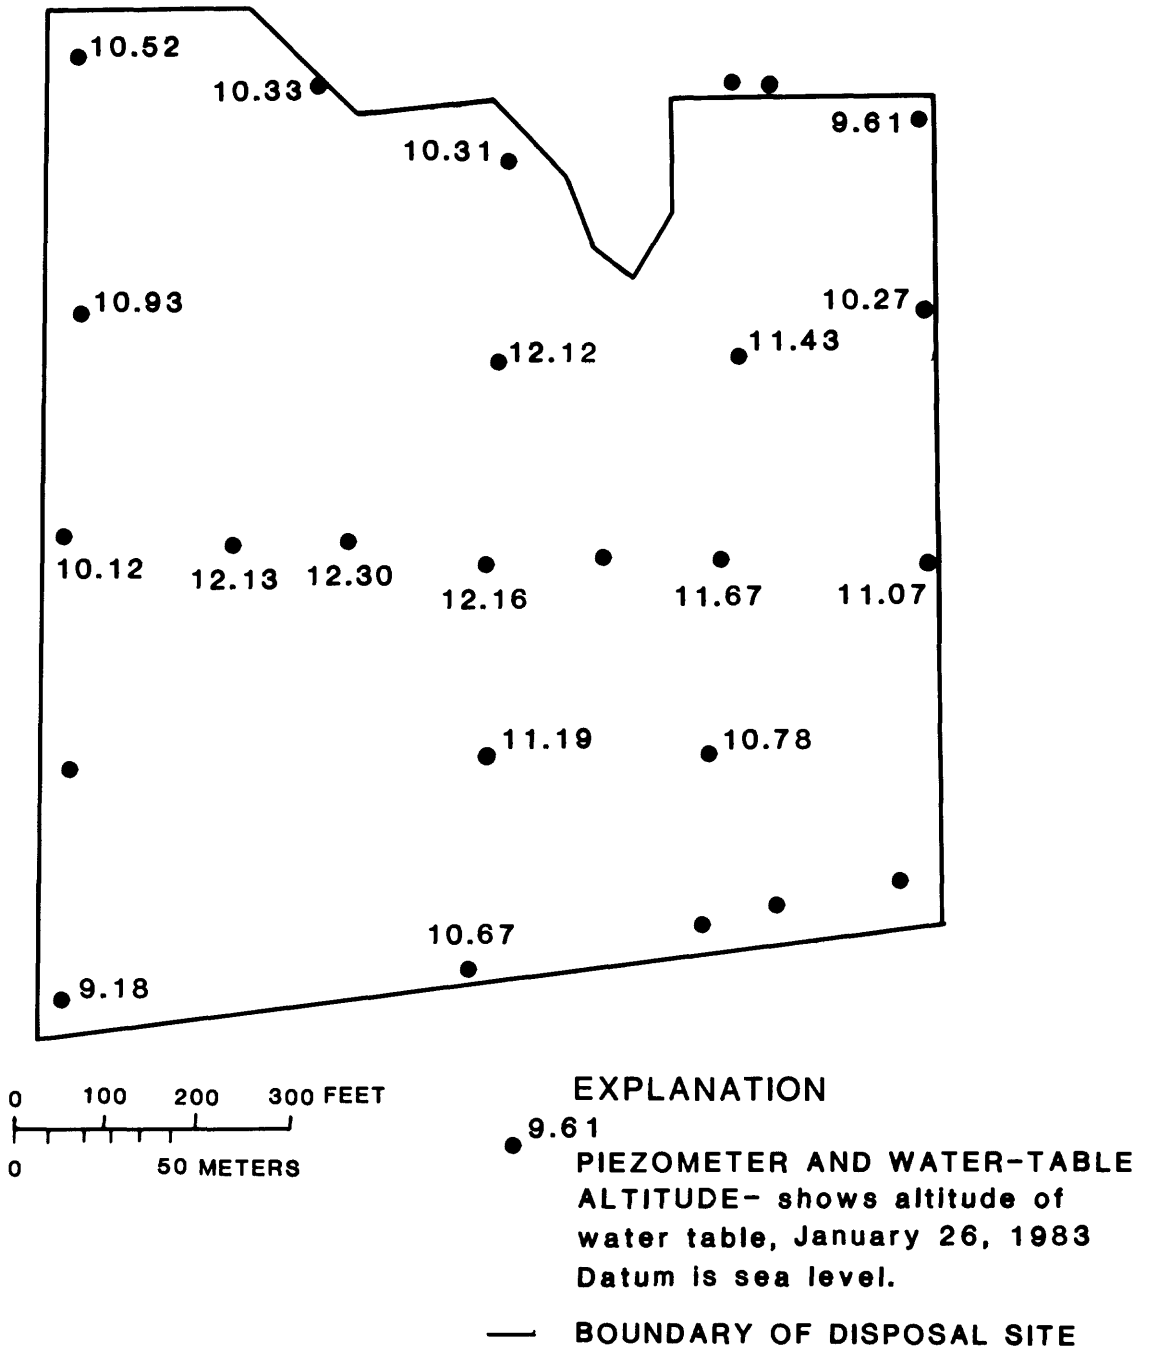 10.52
10.33
10.31
9.61
10.93
10.27
12.12
11.43
10.12
12.13
12.30
12.16
11.67
11.07
11.19
10.78
10.67
9.18
0 100 200 300 FEET
0 50 METERS
EXPLANATION
9.61
PIEZOMETER AND WATER-TABLE
ALTITUDE- shows altitude of
water table, January 26, 1983
Datum is sea level.
BOUNDARY OF DISPOSAL SITE